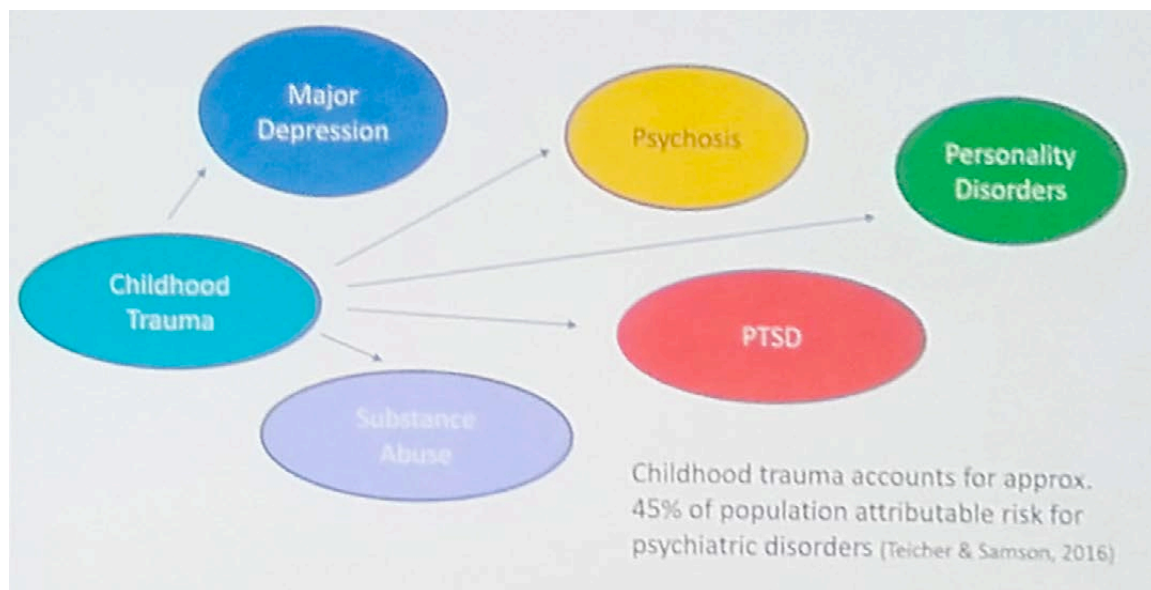 Major
Depression
Psychosis
Personality
Disorders
Childhood
Trauma
PTSD
Substance
Abuse
Childhood trauma accounts for approx.
45% of population attributable risk for
psychiatric disorders (Teicher & Samson, 2016)